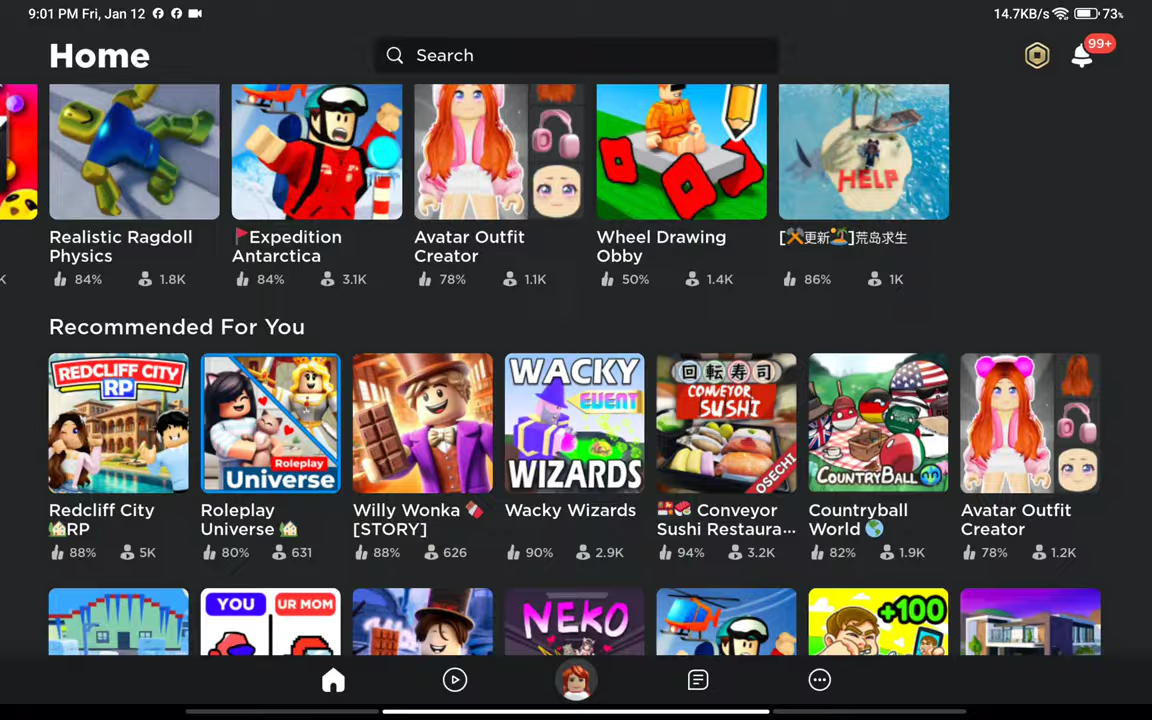 9:01 PM Fri, Jan 12
14.7KB/s
73%
Home
Search
99+
HELP
Realistic Ragdoll
Physics
84%
1.8K
🚩Expedition
Antarctica
84%
3.1K
Avatar Outfit
Creator
78%
1.1K
Wheel Drawing
Obby
50%
1.4K
[⚒️更新🏝️]荒岛求生
86%
1K
K
Recommended For You
REDCLIFF CITY
RP
Roleplay
Universe
WACKY
EVENT
WIZARDS
回転寿司
CONVEYOR
SUSHI
OSECHI
COUNTRYBALL
Redcliff City
🏡RP
88%
5K
Roleplay
Universe 🏡
80%
631
Willy Wonka 🍫
[STORY]
88%
626
Wacky Wizards
90%
2.9K
🍱🍣 Conveyor
Sushi Restaura...
94%
3.2K
Countryball
World 🌎
82%
1.9K
Avatar Outfit
Creator
78%
1.2K
YOU
UR MOM
NEKO
+100